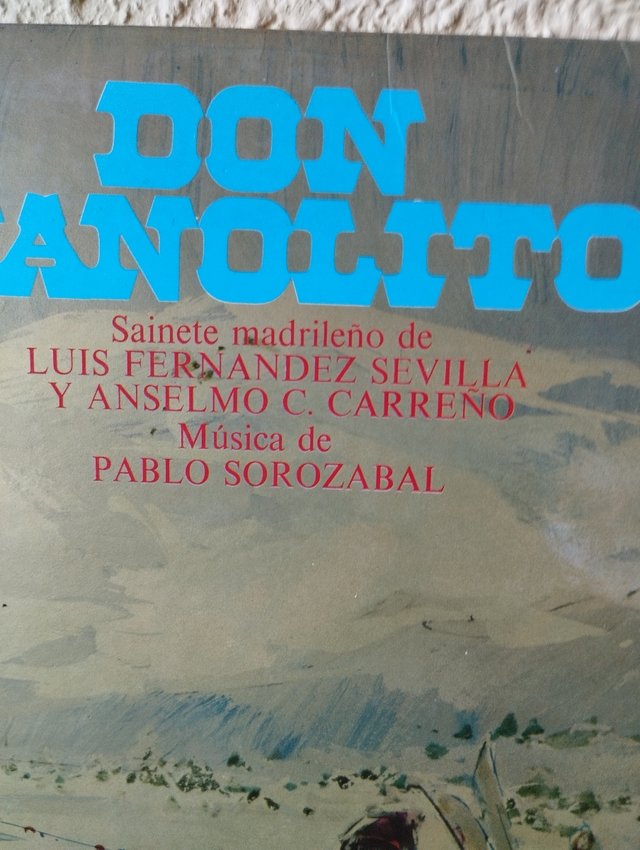 DON
ANOLITO
Sainete madrileño de
LUIS FERNANDEZ SEVILLA
Y ANSELMO C. CARREÑO
Música de
PABLO SOROZABAL